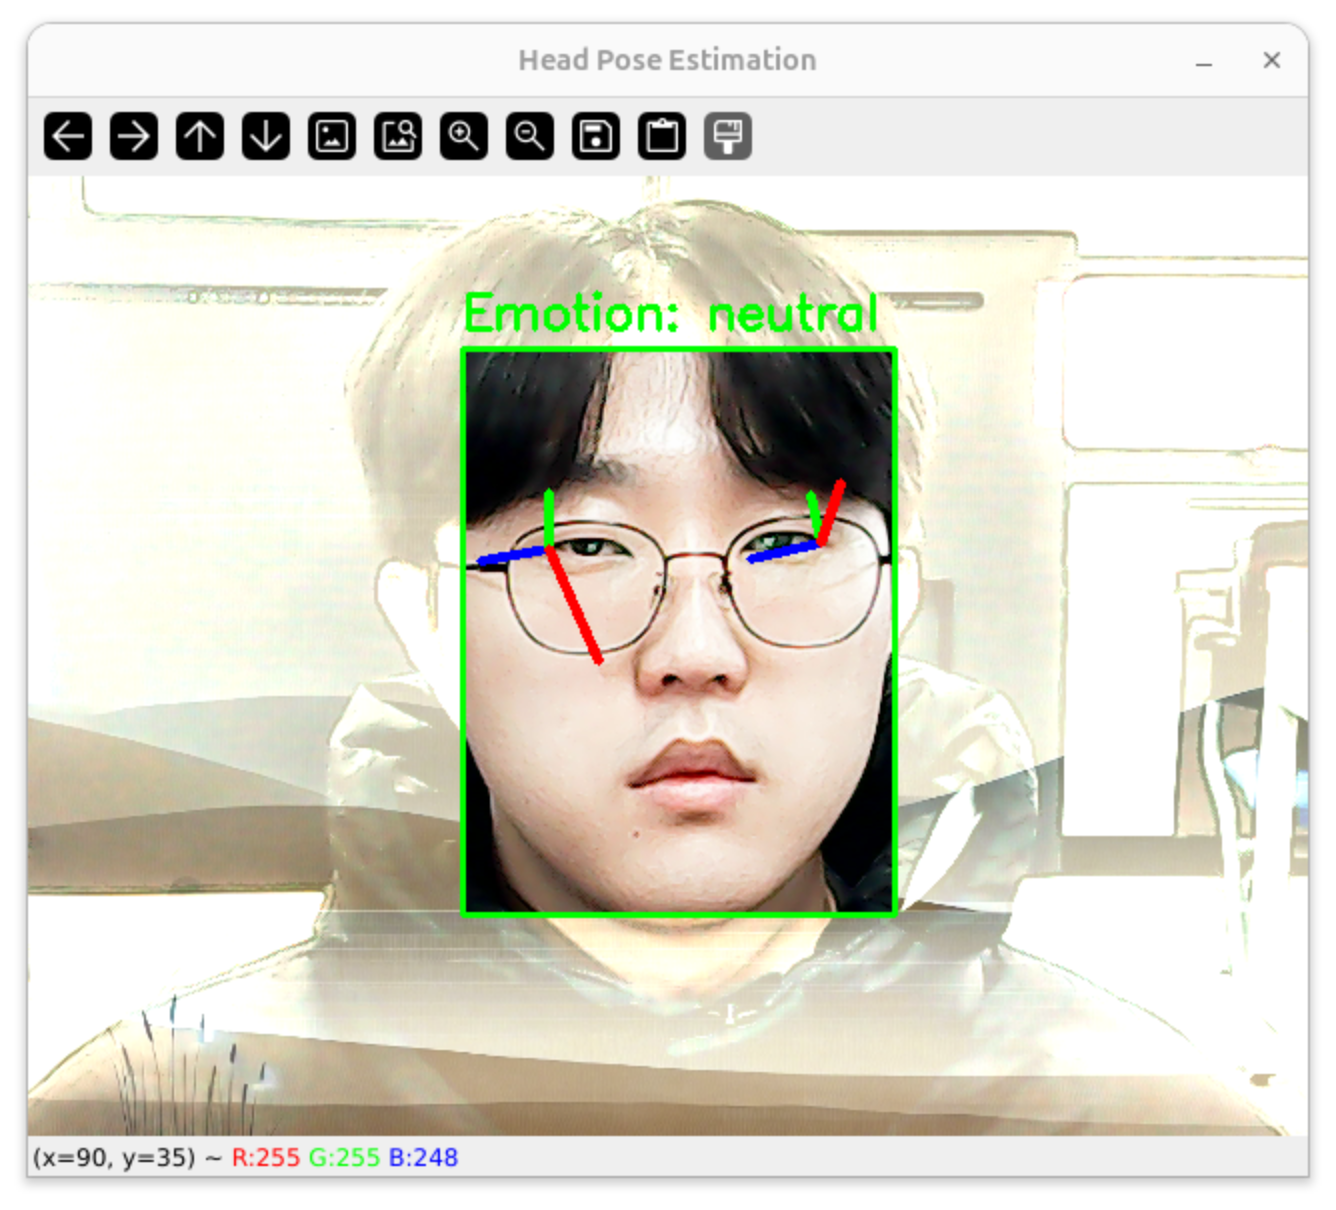 Head Pose Estimation
Emotion: neutral
(x=90, y=35) ~ R:255 G:255 B:248